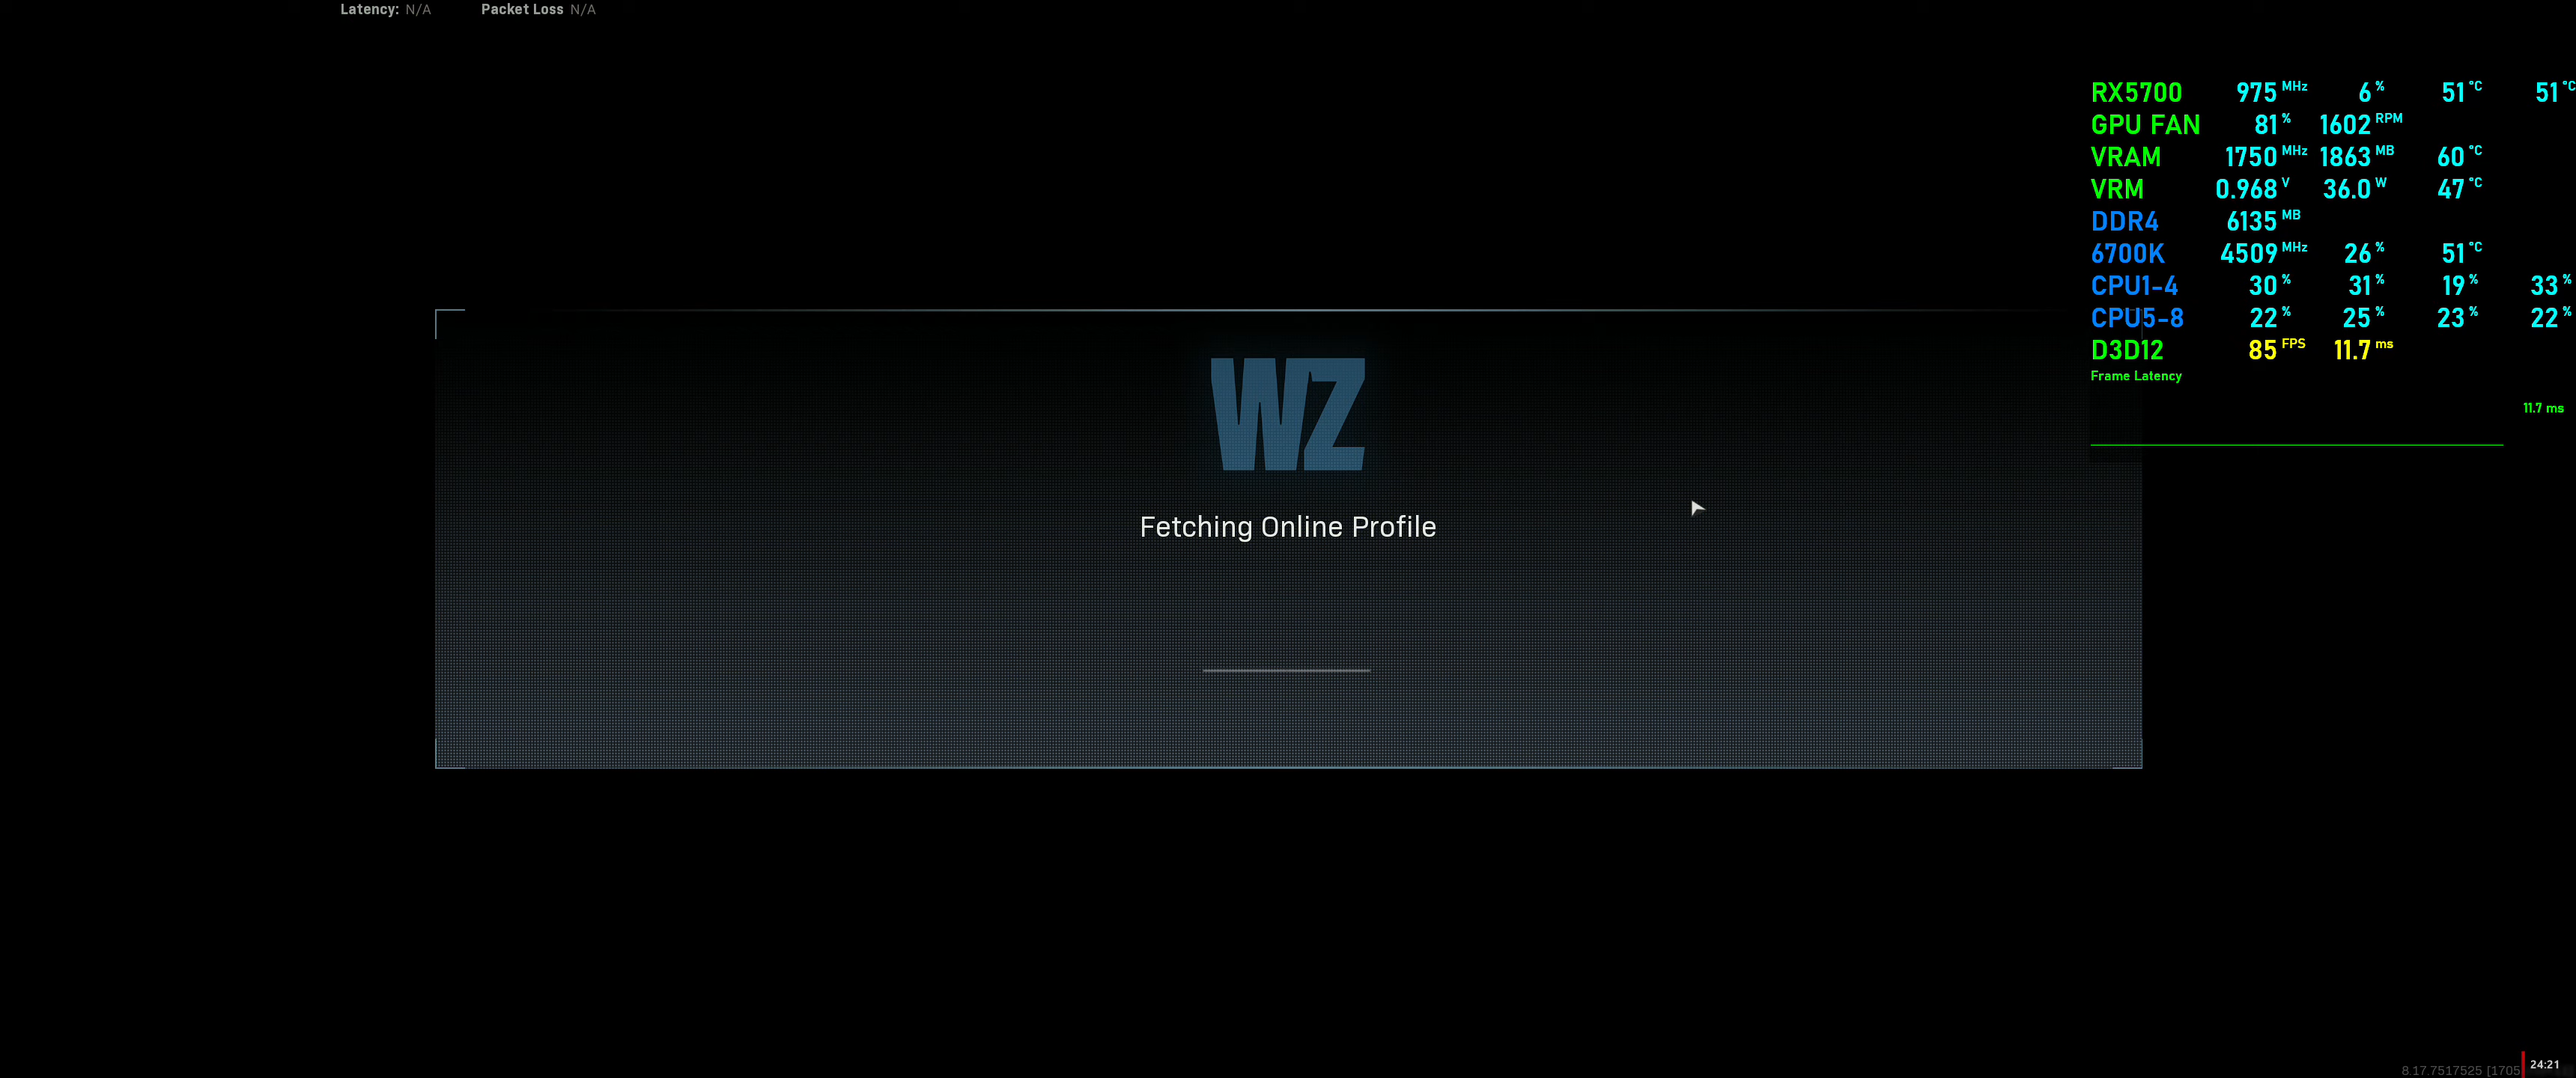 Latency: N/A Packet Loss N/A
RX5700 975 MHz 6 % 51 °C 51 °C
GPU FAN 81 % 1602 RPM
VRAM 1750 MHz 1863 MB 60 °C
VRM 0.968 V 36.0 W 47 °C
DDR4 6135 MB
6700K 4509 MHz 26 % 51 °C
CPU1-4 30 % 31 % 19 % 33 %
CPU5-8 22 % 25 % 23 % 22 %
D3D12 85 FPS 11.7 ms
Frame Latency
11.7 ms
WZ
Fetching Online Profile
8.17.7517525 [1705
24:21